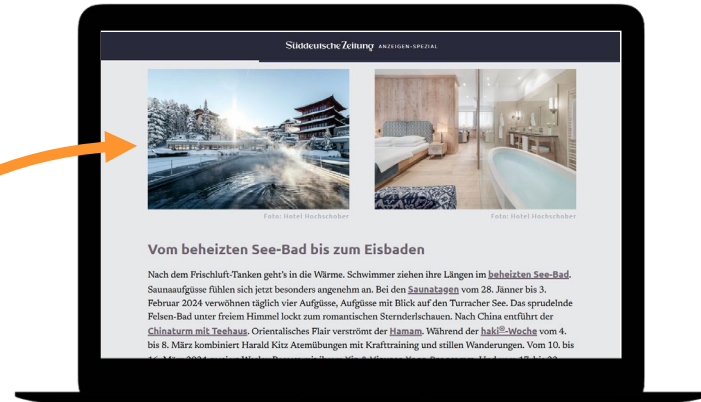 Süddeutsche Zeitung ANZEIGEN-SPEZIAL
Foto: Hotel Hochschober
Foto: Hotel Hochschober
Vom beheizten See-Bad bis zum Eisbaden
Nach dem Frischluft-Tanken geht's in die Wärme. Schwimmer ziehen ihre Längen im beheizten See-Bad.
Saunaaufgüsse fühlen sich jetzt besonders angenehm an. Bei den Saunatagen vom 28. Jänner bis 3.
Februar 2024 verwöhnen täglich vier Aufgüsse, Aufgüsse mit Blick auf den Turracher See. Das sprudelnde
Felsen-Bad unter freiem Himmel lockt zum romantischen Sternderlschauen. Nach China entführt der
Chinaturm mit Teehaus. Orientalisches Flair verströmt der Hamam. Während der haki®-Woche vom 4.
bis 8. März kombiniert Harald Kitz Atemübungen mit Krafttraining und stillen Wanderungen. Vom 10. bis